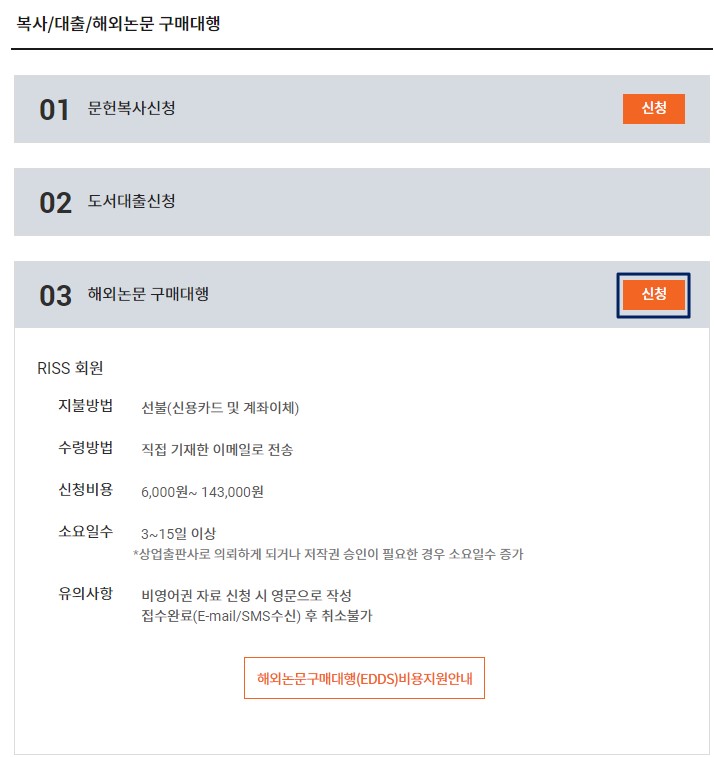 복사/대출/해외논문 구매대행
01 문헌복사신청 신청
02 도서대출신청
03 해외논문 구매대행 신청
RISS 회원
지불방법 선불(신용카드 및 계좌이체)
수령방법 직접 기재한 이메일로 전송
신청비용 6,000원~ 143,000원
소요일수 3~15일 이상
*상업출판사로 의뢰하게 되거나 저작권 승인이 필요한 경우 소요일수 증가
유의사항 비영어권 자료 신청 시 영문으로 작성
접수완료(E-mail/SMS수신) 후 취소불가
해외논문구매대행(EDDS)비용지원안내